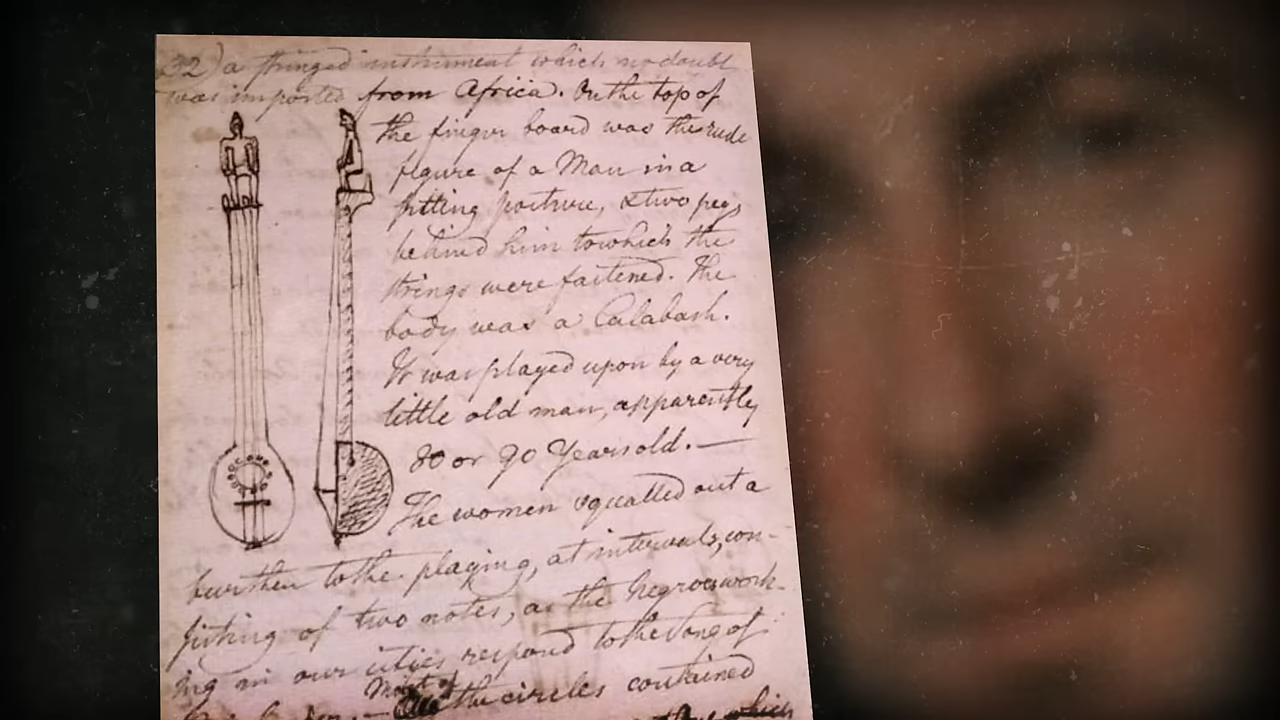 32) a stringed instrument which no doubt
was imported from Africa. On the top of
the finger board was the rude
figure of a Man in a
sitting posture, & two pegs
behind him to which the
strings were fastened. The
body was a Calabash.
It was played upon by a very
little old man, apparently
80 or 90 Years old. —
The women squalled out a
burthen to the playing, at intervals, con-
sisting of two notes, as the Negroes work-
ing in our cities respond to the Song of
Most of
the circles contained
which